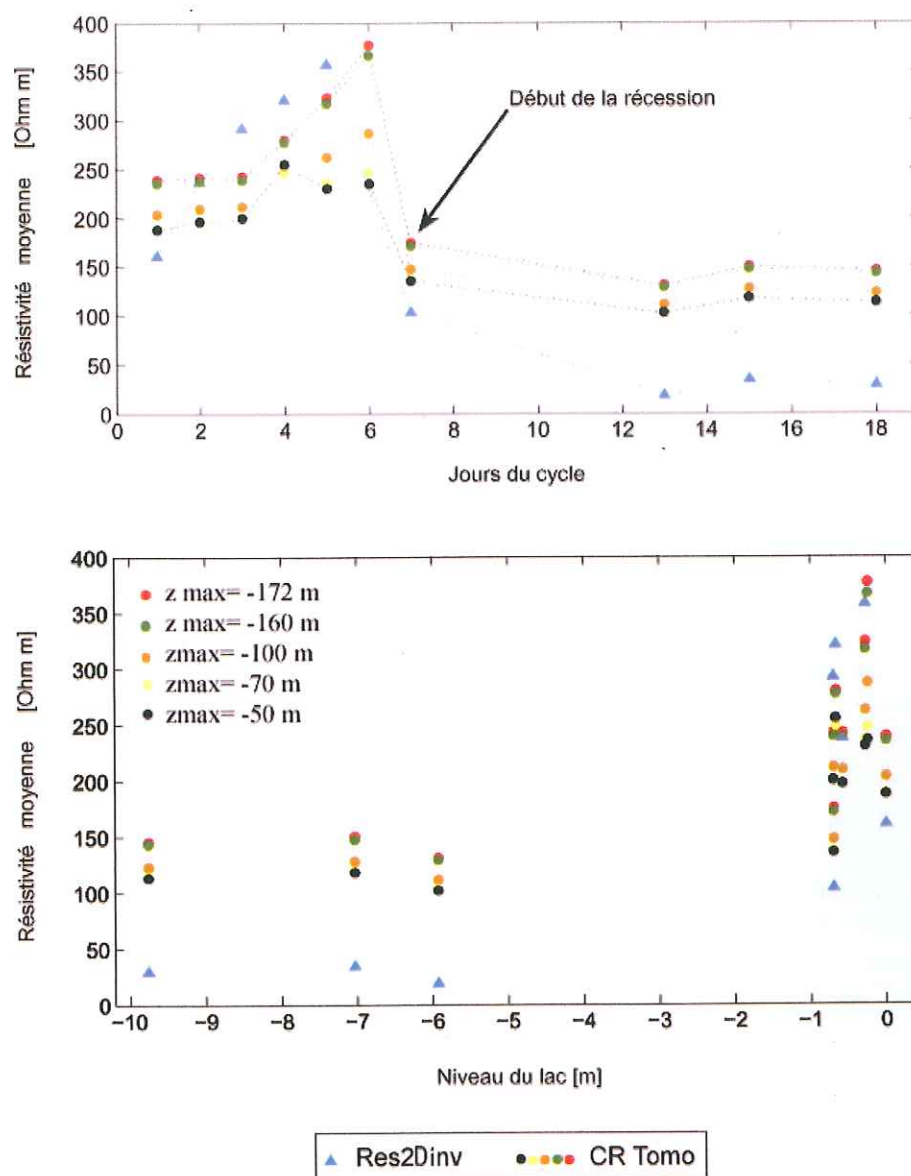 400
350
300
250
200
150
100
50
0
Résistivité moyenne [Ohm m]
Début de la récession
0 2 4 6 8 10 12 14 16 18
Jours du cycle
400
350
300
250
200
150
100
50
0
Résistivité moyenne [Ohm m]
z max= -172 m
z max= -160 m
zmax= -100 m
zmax= -70 m
zmax= -50 m
−10 −9 −8 −7 −6 −5 −4 −3 −2 −1 0
Niveau du lac [m]
Res2Dinv CR Tomo